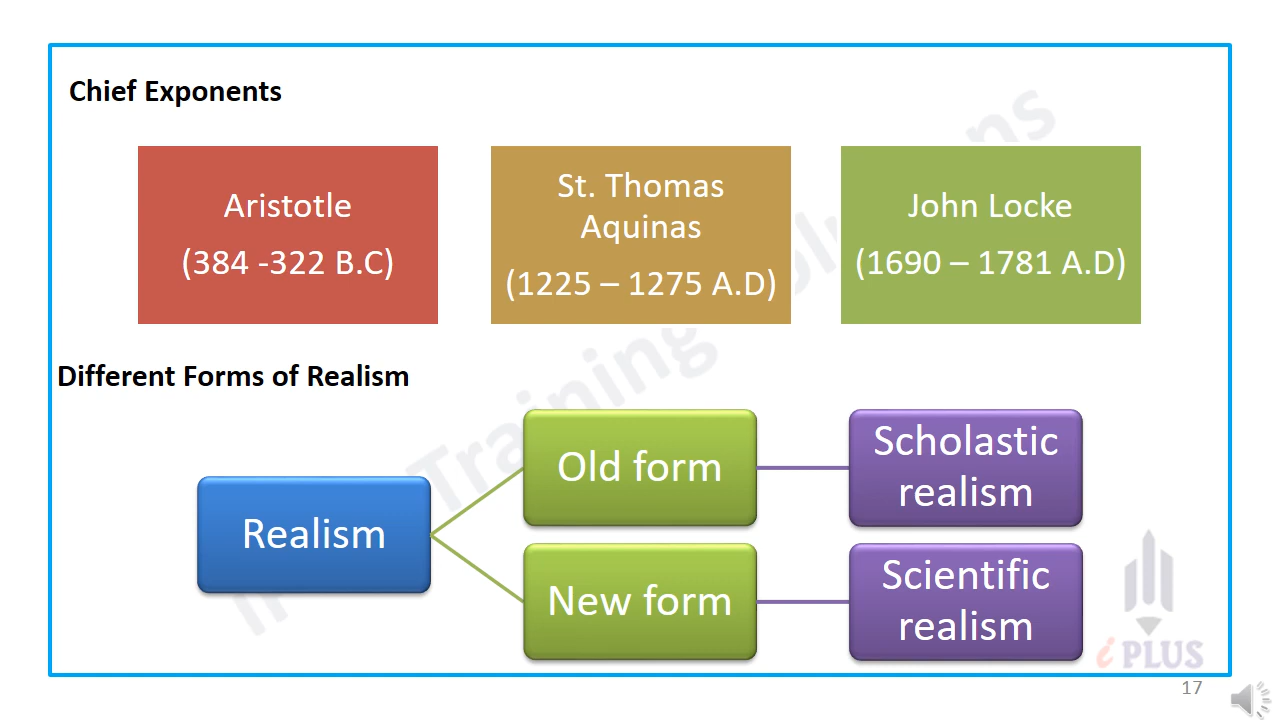 Chief Exponents
Aristotle
(384 -322 B.C)
St. Thomas
Aquinas
(1225 – 1275 A.D)
John Locke
(1690 – 1781 A.D)
Different Forms of Realism
Realism
Old form
Scholastic
realism
New form
Scientific
realism
Training
i PLUS
17